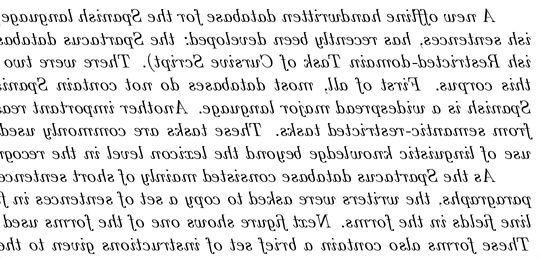 A new offline handwritten database for the Spanish language
ish sentences, has recently been developed: the Spartacus databas
ish Restricted-domain Task of Cursive Script). There were two
this corpus. First of all, most databases do not contain Spani
Spanish is a widespread major language. Another important rea
from semantic-restricted tasks. These tasks are commonly used
use of linguistic knowledge beyond the lexicon level in the recogn
As the Spartacus database consisted mainly of short sentence
paragraphs, the writers were asked to copy a set of sentences in f
line fields in the forms. Next figure shows one of the forms used
These forms also contain a brief set of instructions given to the